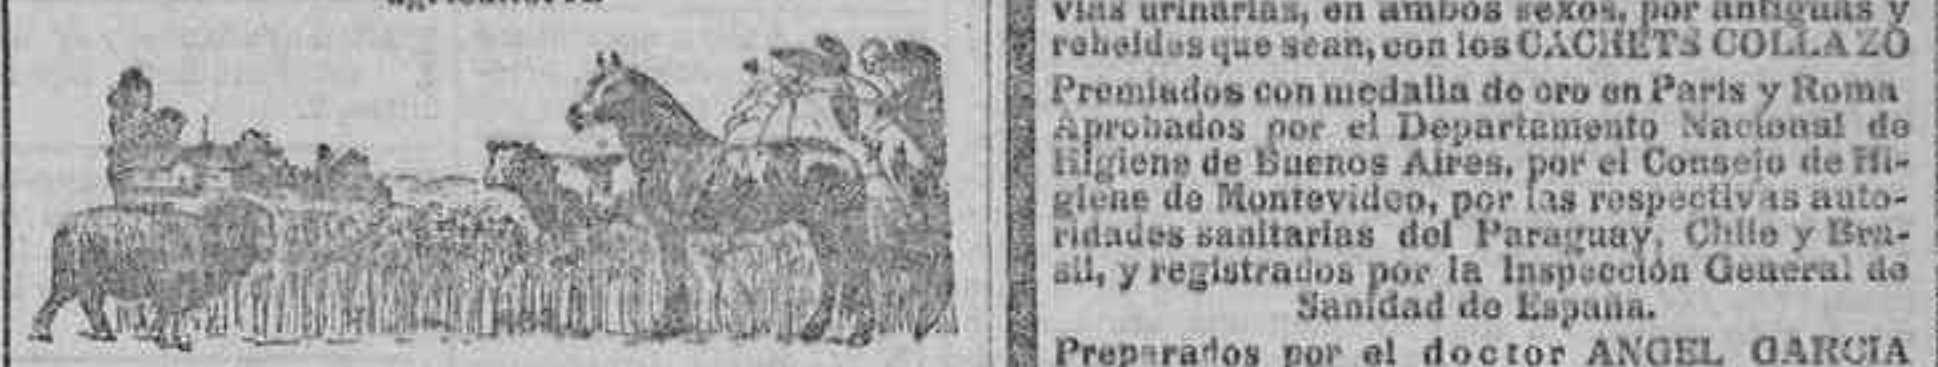 vías urinarias, en ambos sexos, por antiguas y
rebeldes que sean, con los CACHETS COLLAZO
Premiados con medalla de oro en París y Roma
Aprobados por el Departamento Nacional de
Higiene de Buenos Aires, por el Consejo de Hi-
giene de Montevideo, por las respectivas auto-
ridades sanitarias del Paraguay, Chile y Bra-
sil, y registrados por la Inspección General de
Sanidad de España.
Preparados por el doctor ANGEL GARCIA